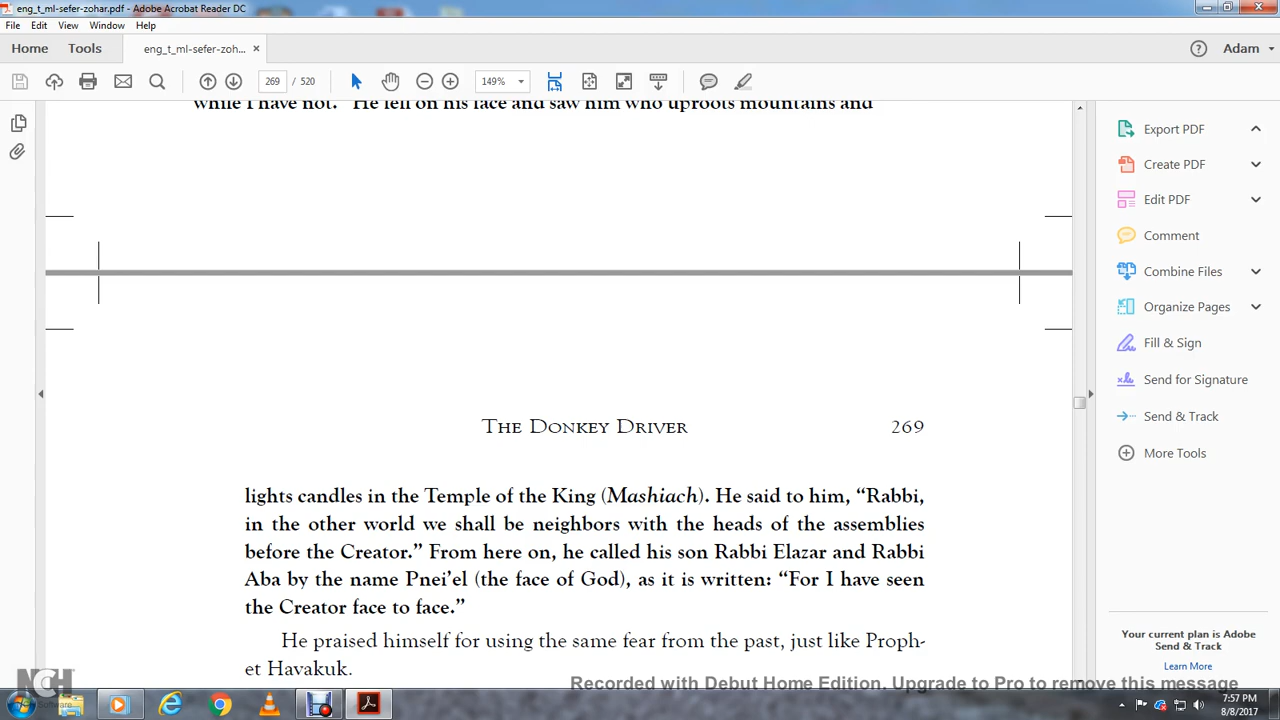 eng_t_ml-sefer-zohar.pdf - Adobe Acrobat Reader DC
File Edit View Window Help
Home Tools eng_t_ml-sefer-zoh... × Adam
269 / 520 149%
while I have not." He fell on his face and saw him who uproots mountains and
Export PDF
Create PDF
Edit PDF
Comment
Combine Files
Organize Pages
Fill & Sign
Send for Signature
Send & Track
More Tools
THE DONKEY DRIVER 269
lights candles in the Temple of the King (Mashiach). He said to him, “Rabbi,
in the other world we shall be neighbors with the heads of the assemblies
before the Creator.” From here on, he called his son Rabbi Elazar and Rabbi
Aba by the name Pnei’el (the face of God), as it is written: “For I have seen
the Creator face to face.”
He praised himself for using the same fear from the past, just like Proph-
et Havakuk.
Your current plan is Adobe
Send & Track
Learn More
NCH Software
Recorded with Debut Home Edition. Upgrade to Pro to remove this message
7:57 PM
8/8/2017